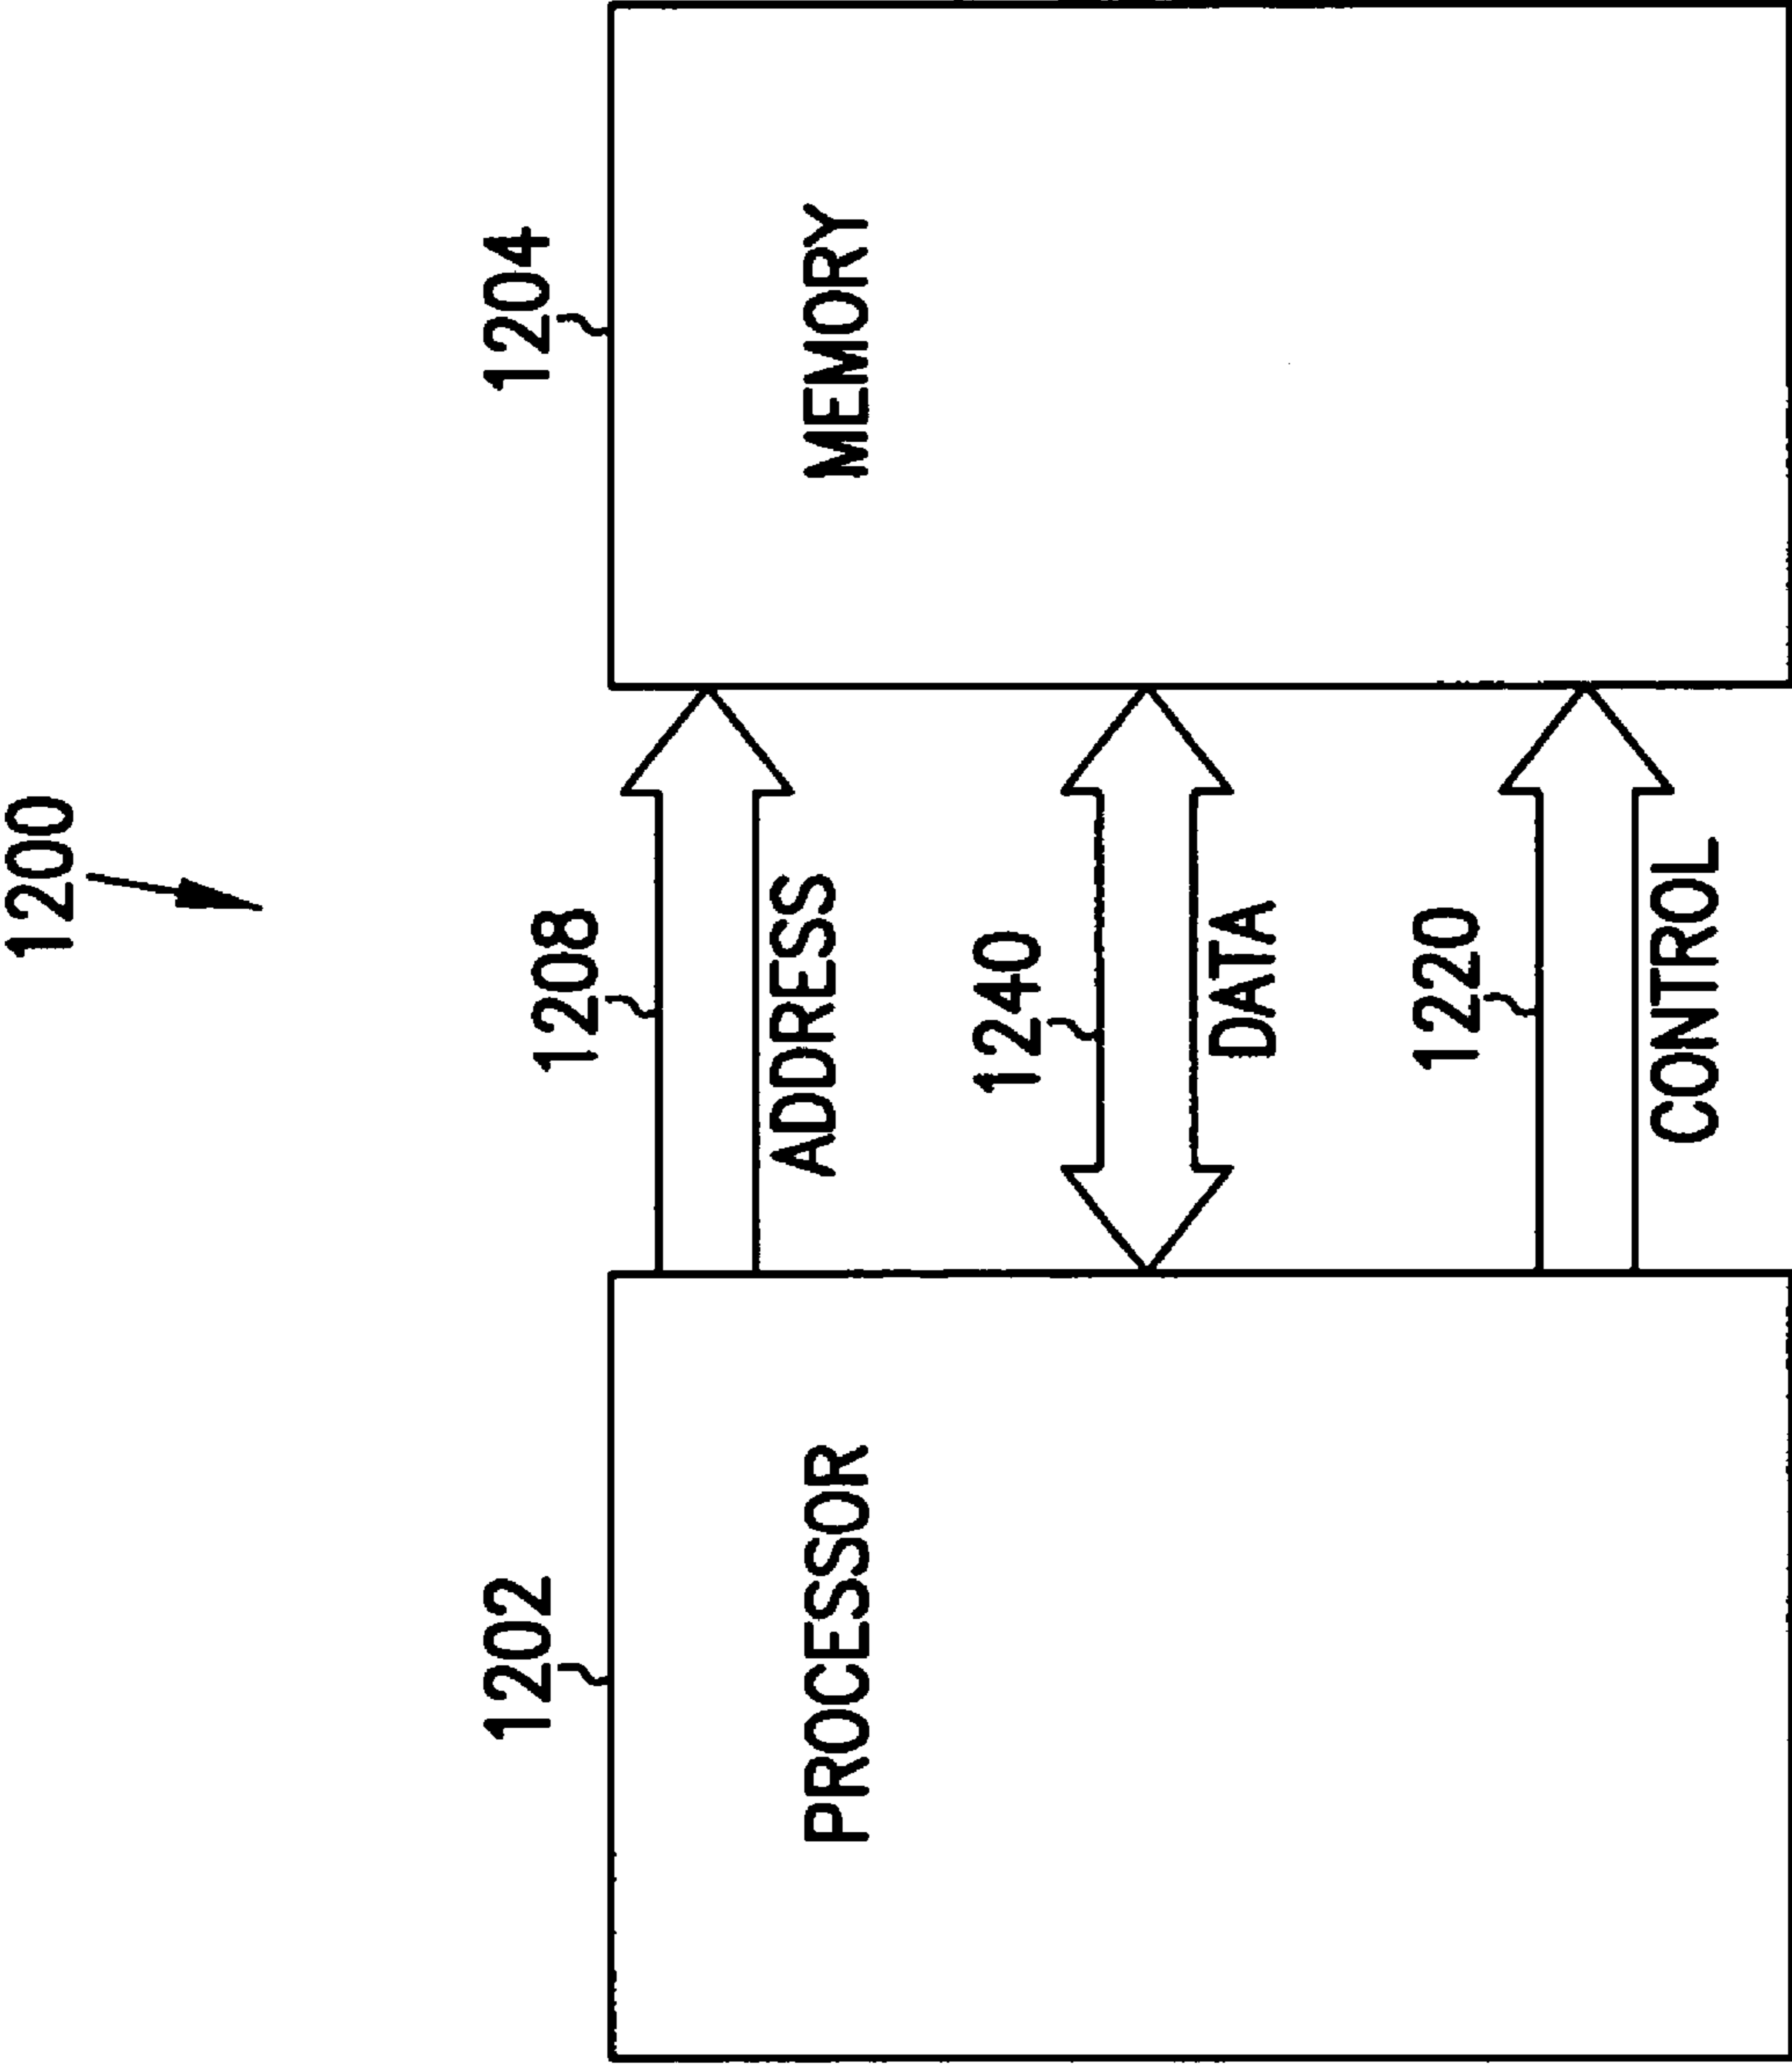 1200
1202
PROCESSOR
1208
ADDRESS
1240
DATA
1220
CONTROL
1204
MEMORY